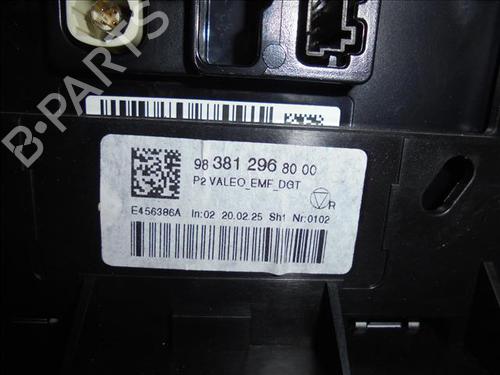 98 381 296 80 00
P2 VALEO_EMF_DGT
R
E456386A In:02 20.02.25 Sh1 Nr:0102
B-PARTS